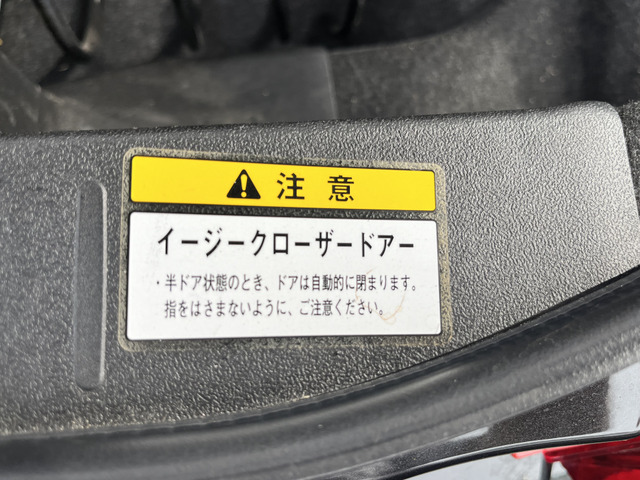 注意
イージークローザードアー
・半ドア状態のとき、ドアは自動的に閉まります。
指をはさまないように、ご注意ください。